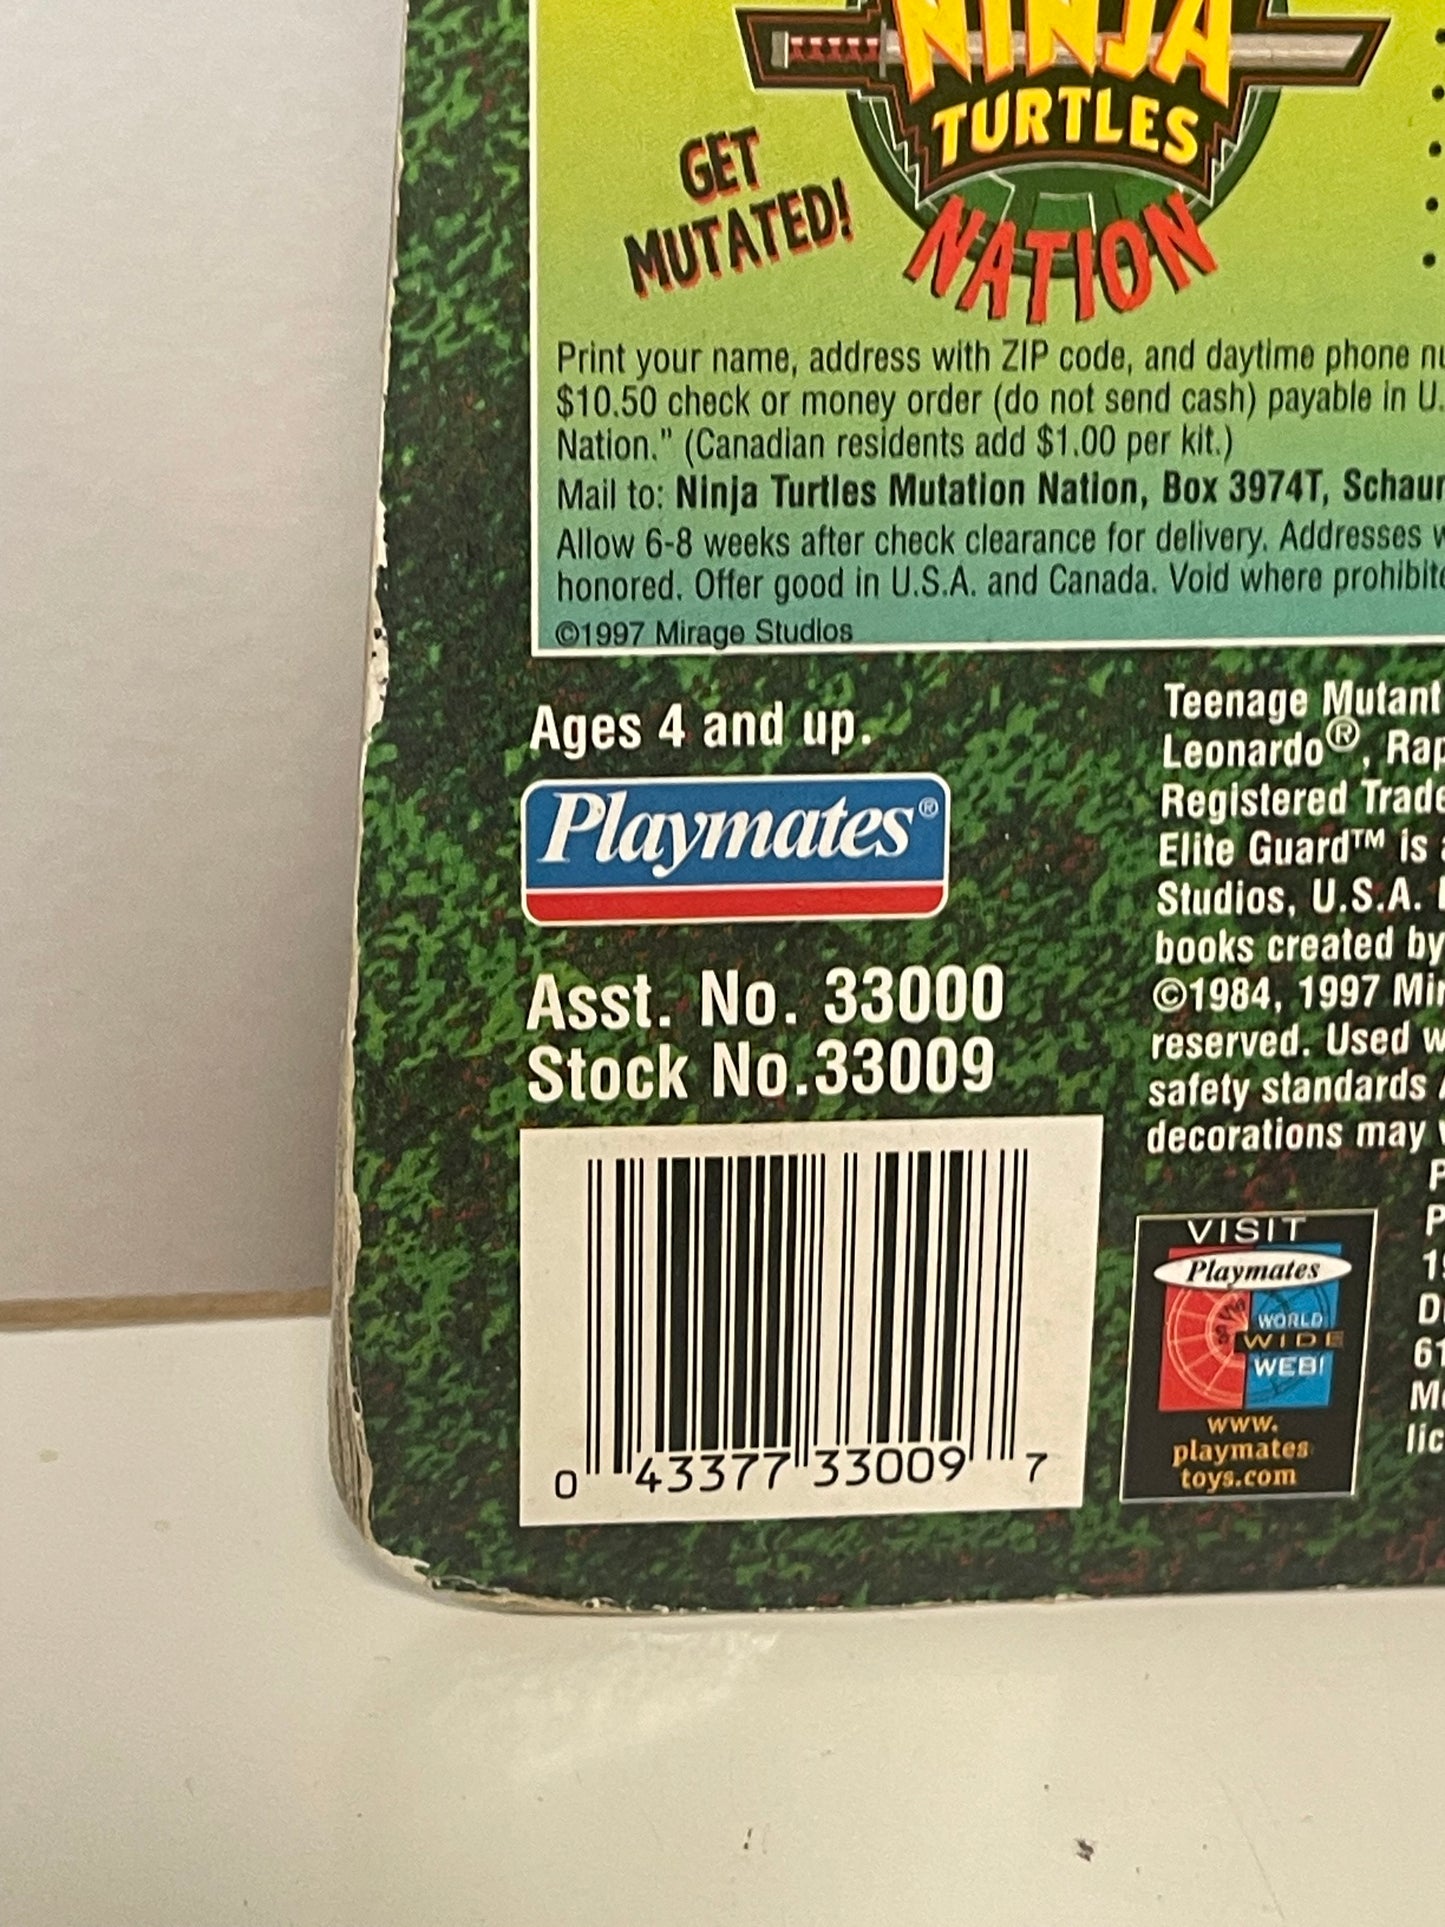 NINJA
TURTLES
NATION
GET
MUTATED!
Print your name, address with ZIP code, and daytime phone
$10.50 check or money order (do not send cash) payable in
Nation." (Canadian residents add $1.00 per kit.)
Mail to: Ninja Turtles Mutation Nation, Box 3974T,
Allow 6-8 weeks after check clearance for delivery. Addresses
honored. Offer good in U.S.A. and Canada. Void where
©1997 Mirage Studios
Ages 4 and up.
Playmates®
Asst. No. 33000
Stock No.33009
0 43377 33009 7
Teenage Mutant
Leonardo®,
Registered
Elite Guard™ is
Studios, U.S.A.
books created by
©1984, 1997
reserved. Used
safety standards
decorations may
VISIT
Playmates
on the
WORLD
WIDE
WEB!
www.
playmates
toys.com